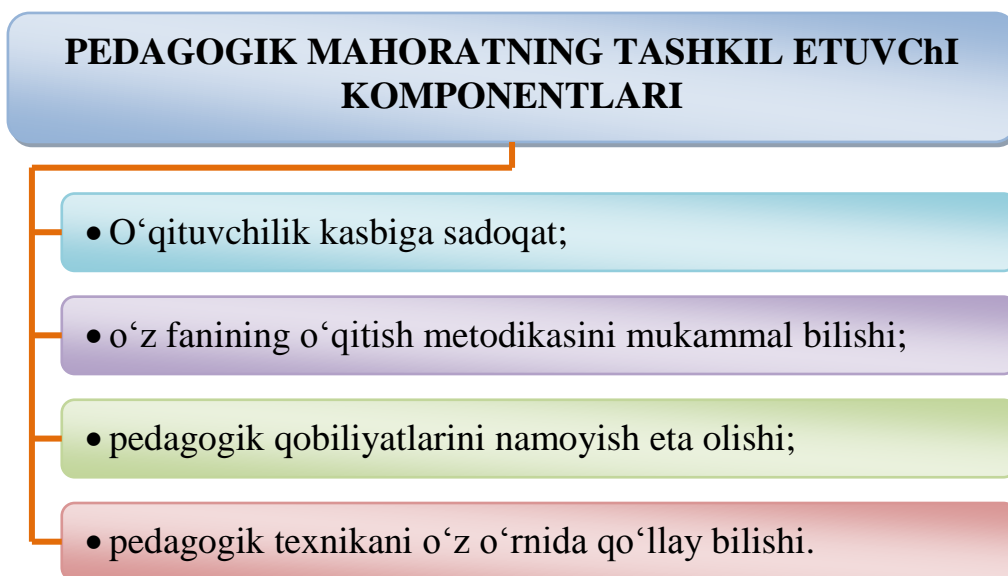 PEDAGOGIK MAHORATNING TASHKIL ETUVChI
KOMPONENTLARI
• O‘qituvchilik kasbiga sadoqat;
• o‘z fanining o‘qitish metodikasini mukammal bilishi;
• pedagogik qobiliyatlarini namoyish eta olishi;
• pedagogik texnikani o‘z o‘rnida qo‘llay bilishi.